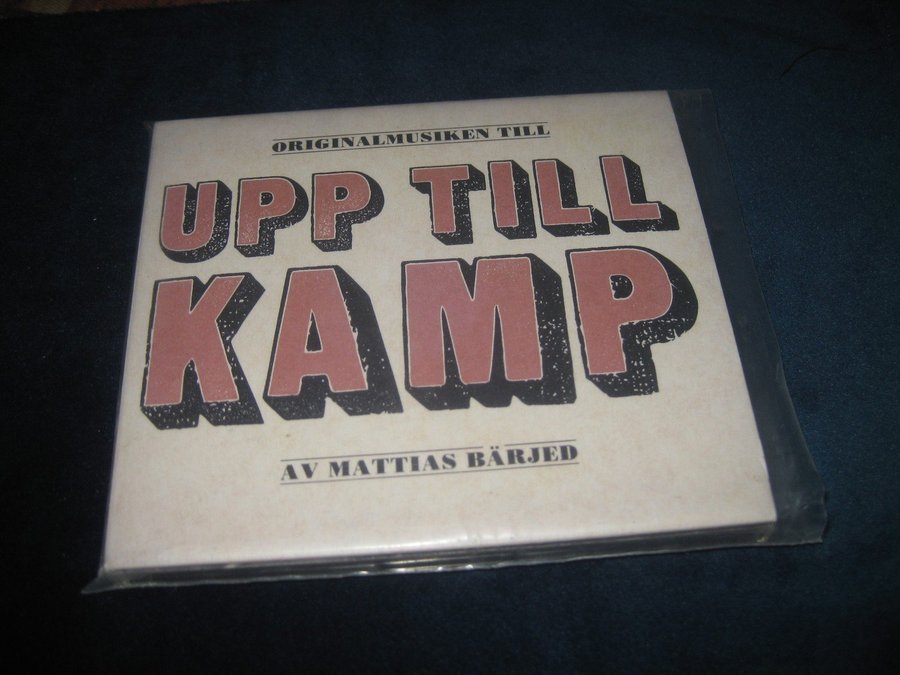 ORIGINALMUSIKEN TILL
UPP TILL
KAMP
AV MATTIAS BÄRJED